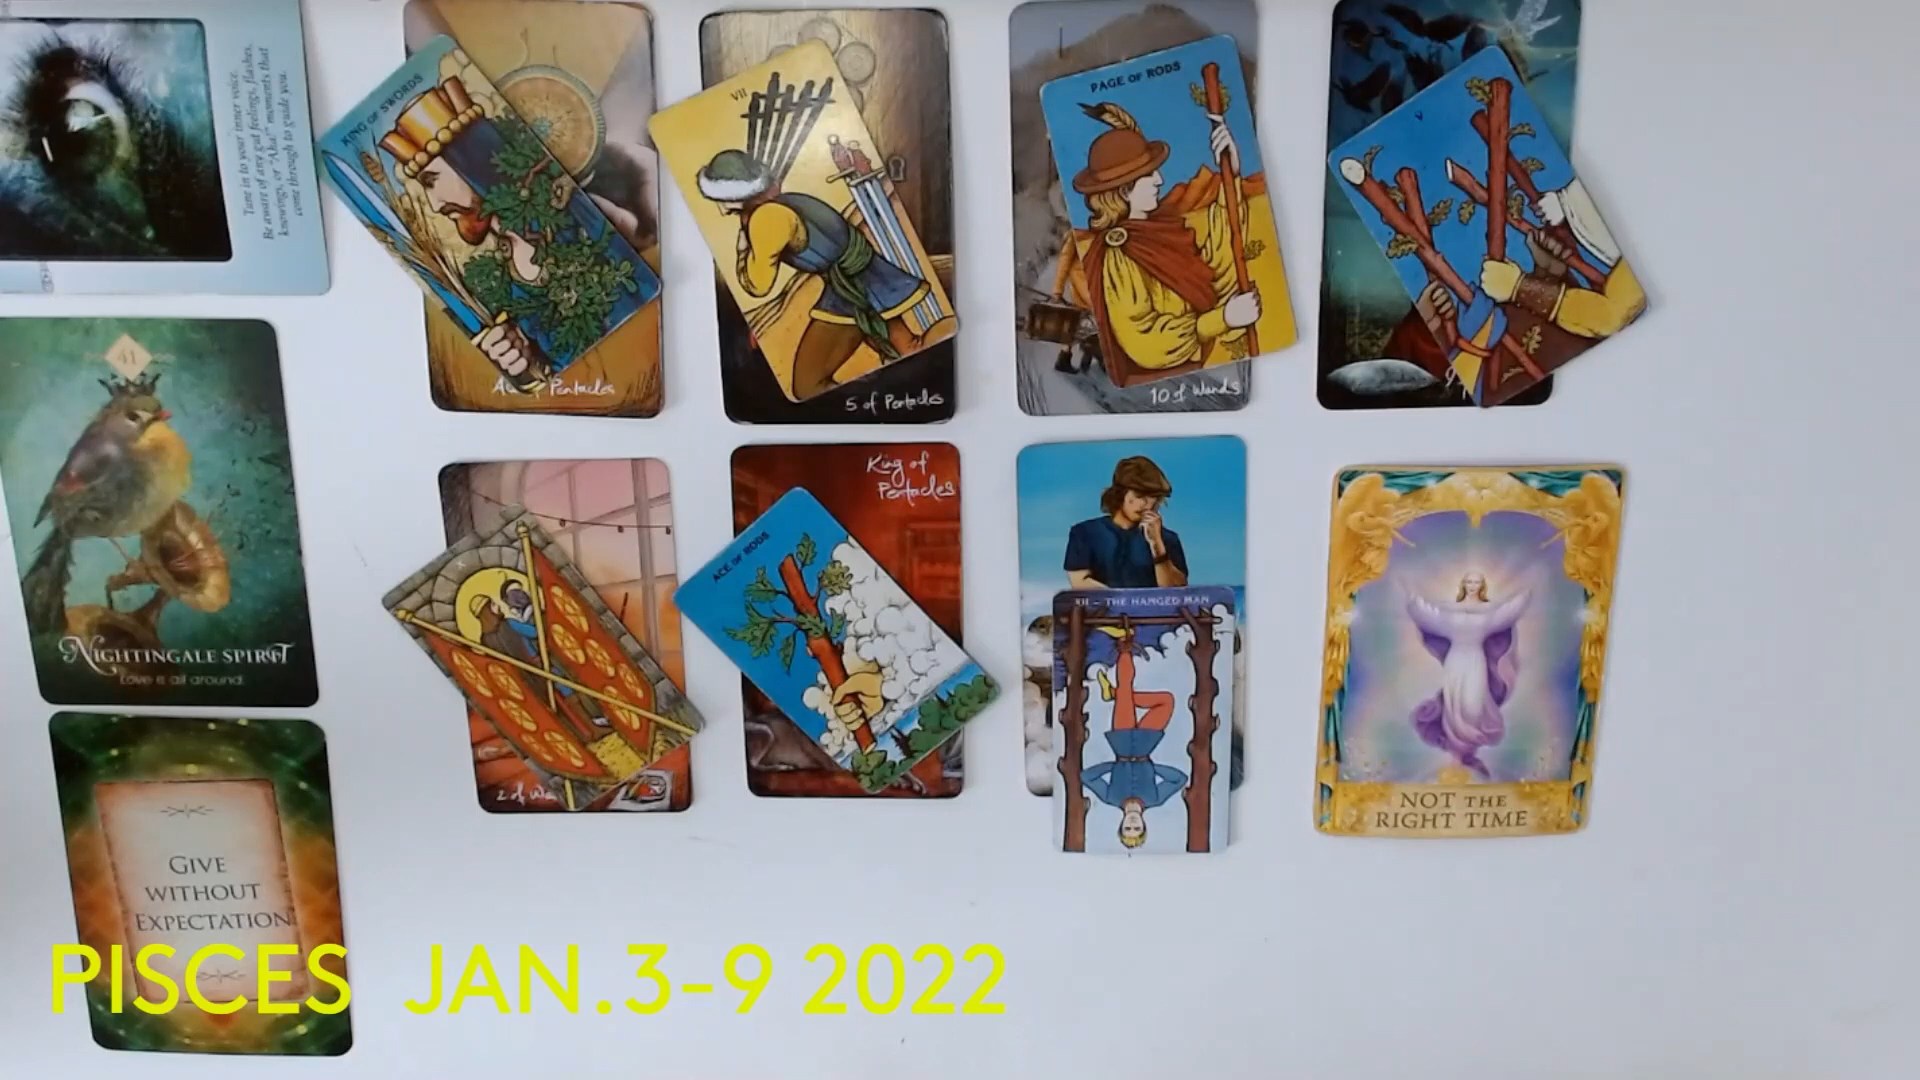 Tune in to your inner voice.
Be aware of any gut feelings, flashes,
knowings, or "Aha!" moments that
come through to guide you.
KING OF SWORDS
Pentacles
VII
5 of Pentacles
PAGE OF RODS
10 of Wands
V
41
NIGHTINGALE SPIRIT
Love is all around.
2 of
King of
Pentacles
ACE OF RODS
XII – THE HANGED MAN
NOT THE
RIGHT TIME
GIVE
WITHOUT
EXPECTATION
PISCES JAN.3-9 2022